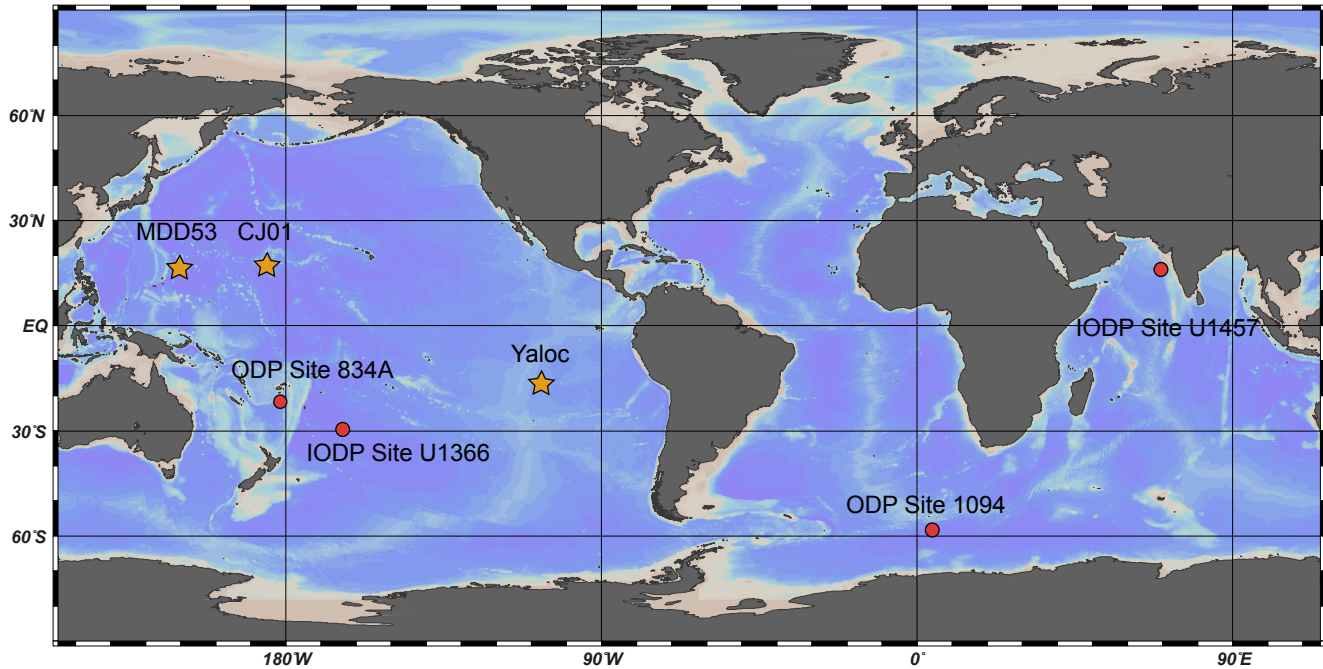 60°N
30°N
MDD53
CJ01
EQ
IODP Site U1457
Yaloc
ODP Site 834A
30°S
IODP Site U1366
ODP Site 1094
60°S
180°W
90°W
0°
90°E